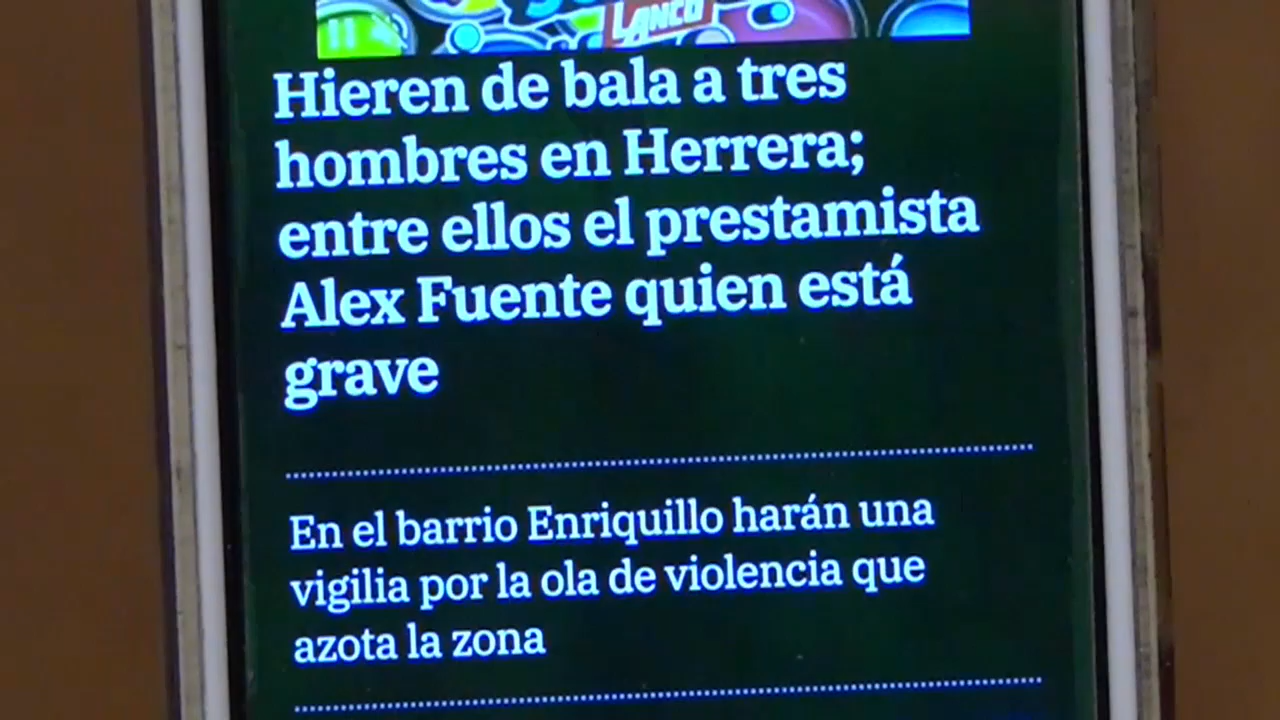 LANCO
Hieren de bala a tres
hombres en Herrera;
entre ellos el prestamista
Alex Fuente quien está
grave
En el barrio Enriquillo harán una
vigilia por la ola de violencia que
azota la zona